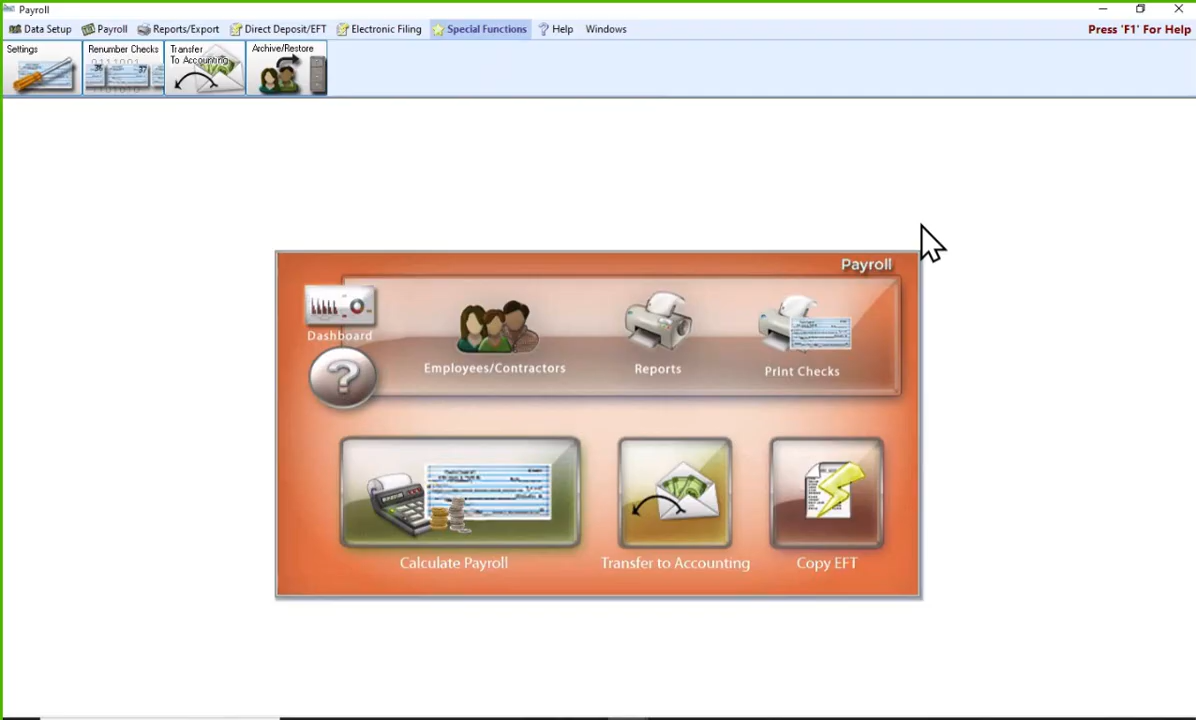 Payroll
Data Setup Payroll Reports/Export Direct Deposit/EFT Electronic Filing Special Functions Help Windows Press 'F1' For Help
Settings Renumber Checks Transfer To Accounting Archive/Restore
Payroll
Dashboard
Employees/Contractors Reports Print Checks
?
Calculate Payroll Transfer to Accounting Copy EFT